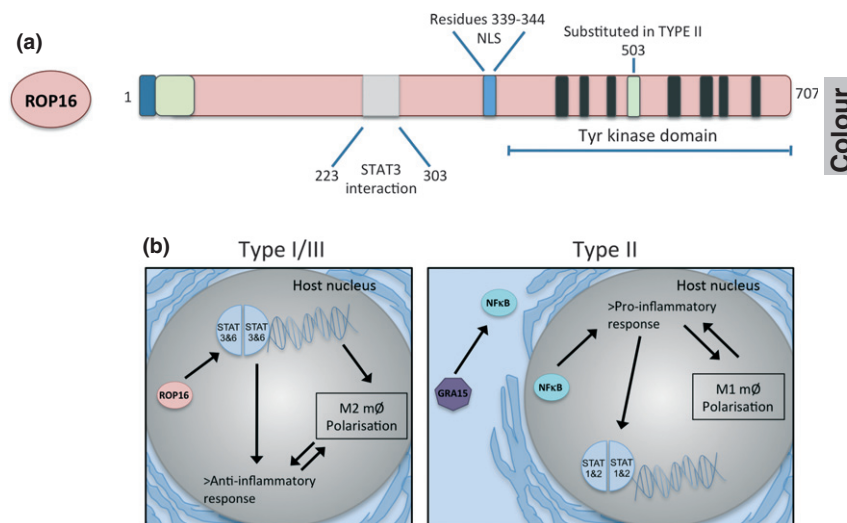 (a)
Residues 339-344
NLS
Substituted in TYPE II
503
ROP16
1
707
Colour
Tyr kinase domain
223
STAT3
interaction
303
(b)
Type I/III
Type II
Host nucleus
STAT
3&6
STAT
3&6
ROP16
M2 mØ
Polarisation
>Anti-inflammatory
response
Host nucleus
NFκB
>Pro-inflammatory
response
GRA15
NFκB
M1 mØ
Polarisation
STAT
1&2
STAT
1&2